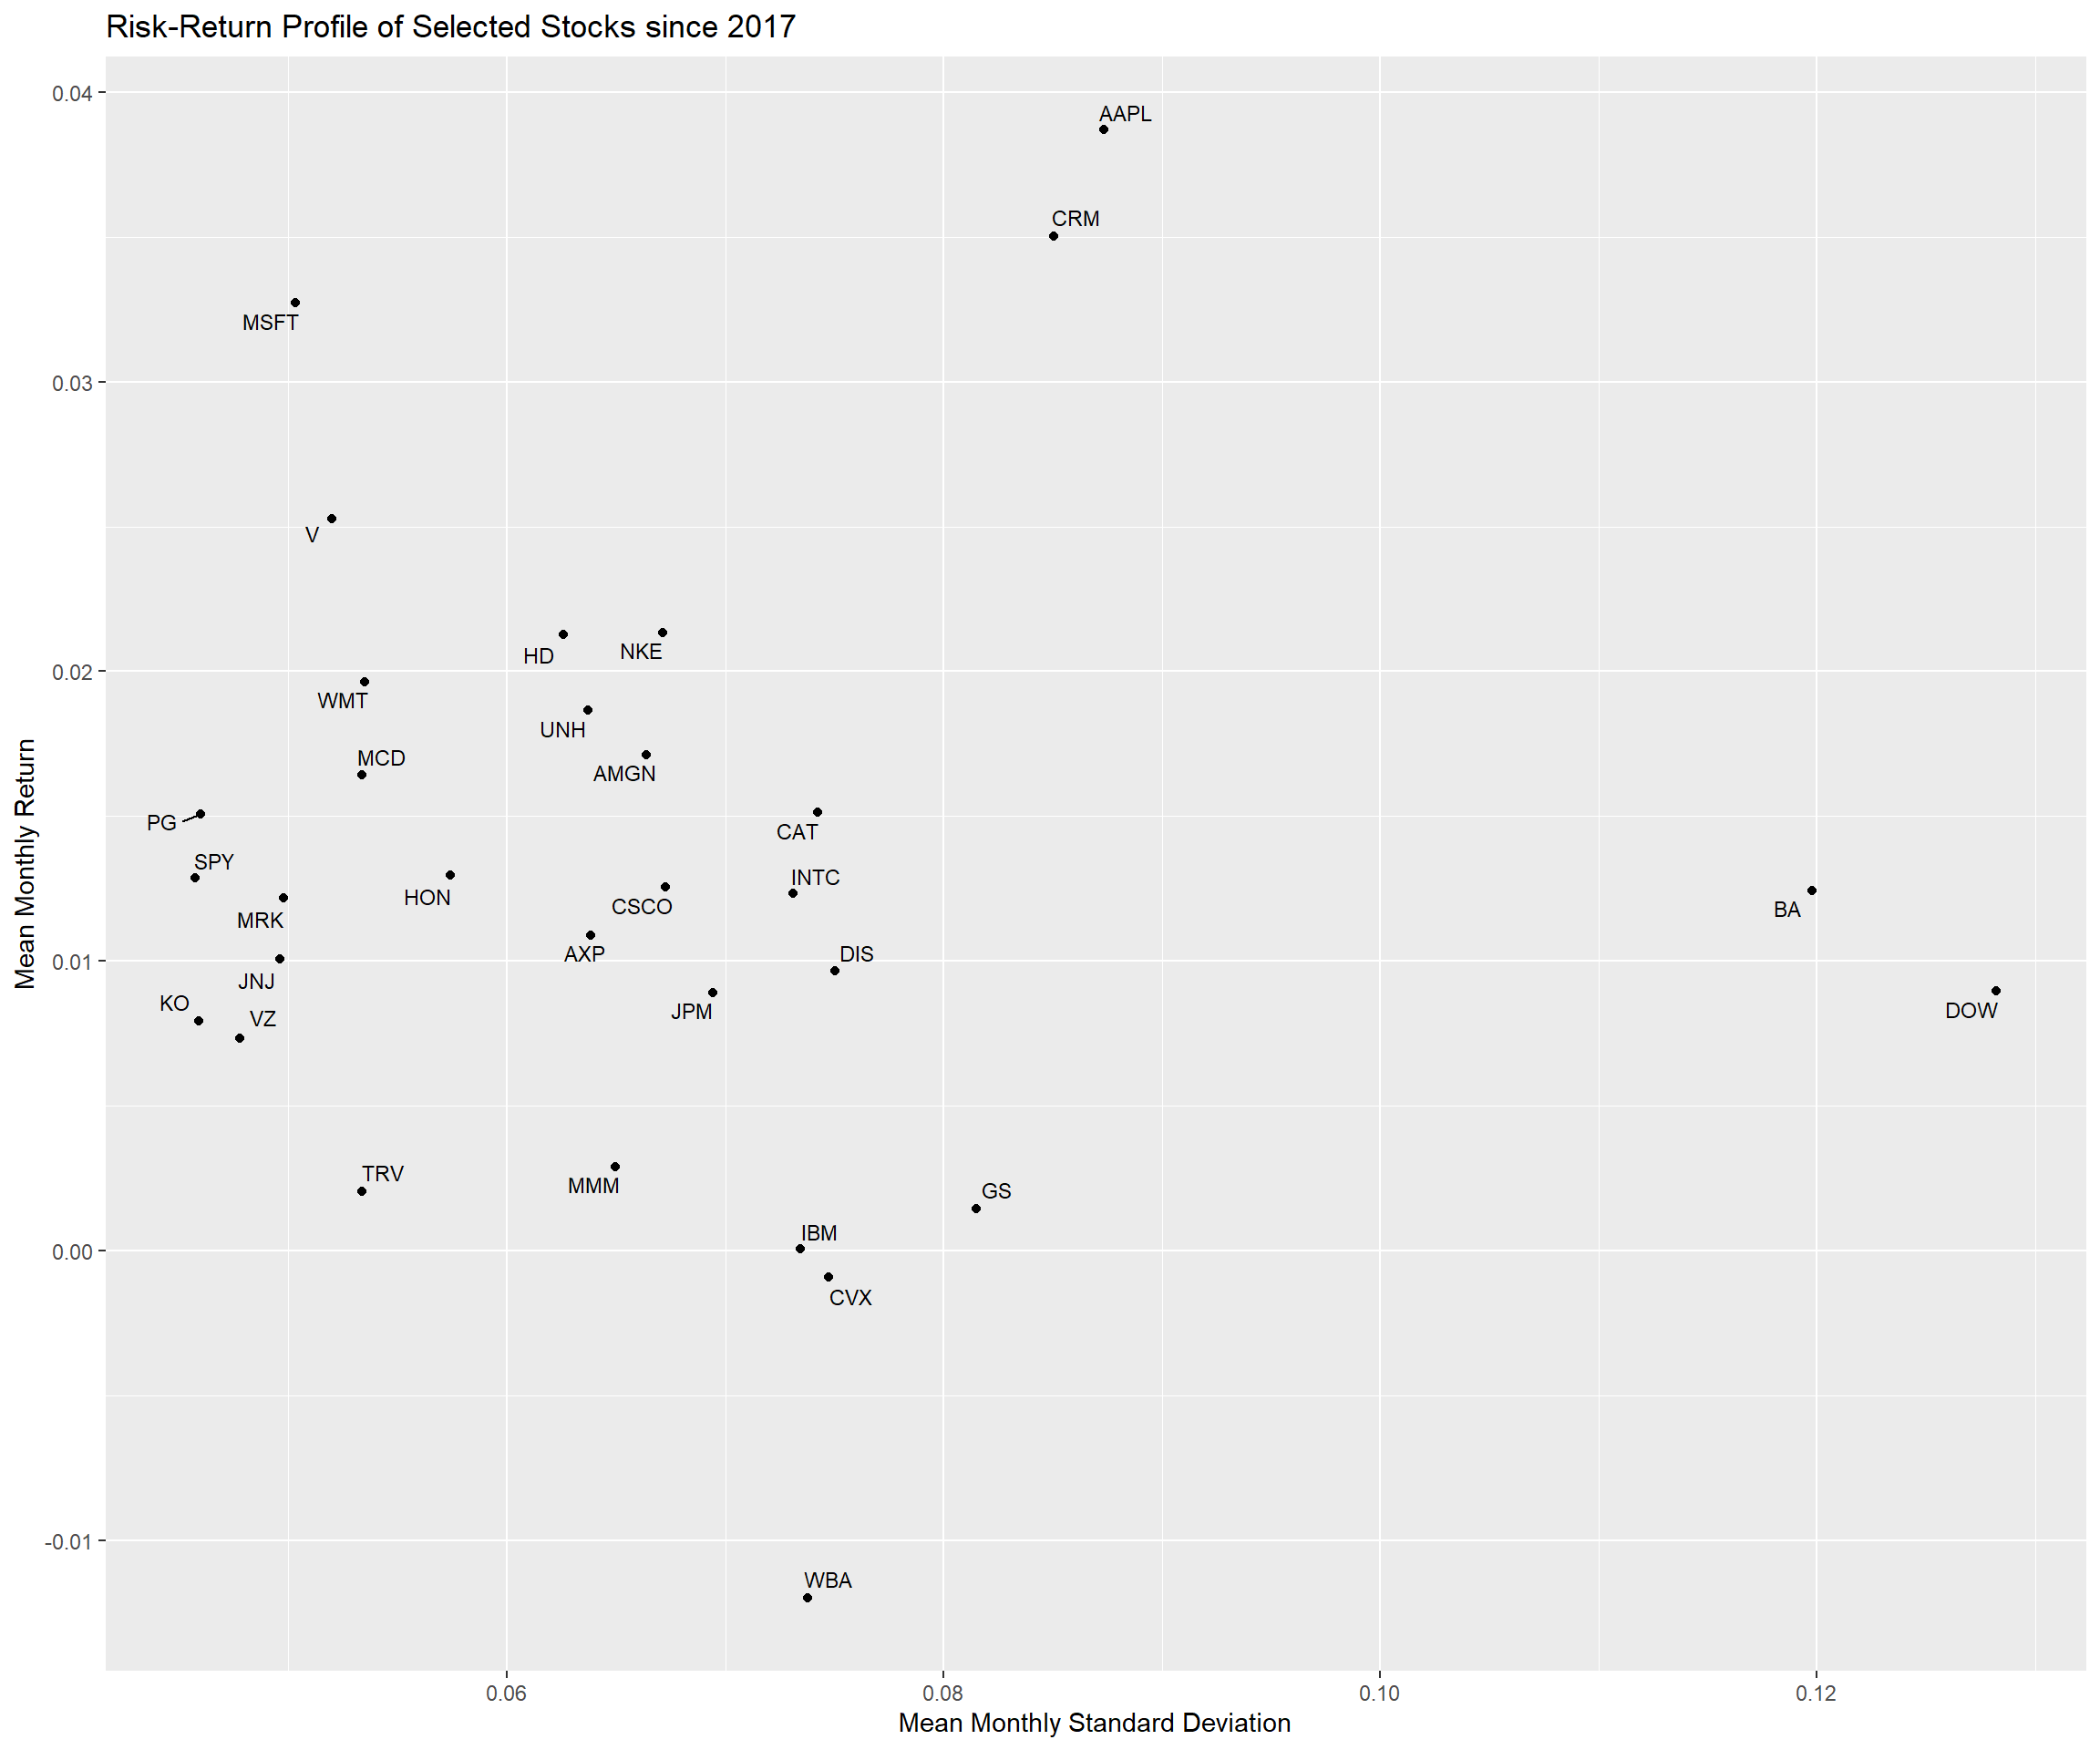 Risk-Return Profile of Selected Stocks since 2017
0.04
AAPL
CRM
MSFT
0.03
V
HD
NKE
0.02
WMT
UNH
MCD
AMGN
PG
CAT
SPY
INTC
HON
CSCO
BA
MRK
AXP
DIS
0.01
JNJ
KO
JPM
DOW
VZ
TRV
MMM
GS
IBM
0.00
CVX
-0.01
WBA
Mean Monthly Return
0.06
0.08
0.10
0.12
Mean Monthly Standard Deviation